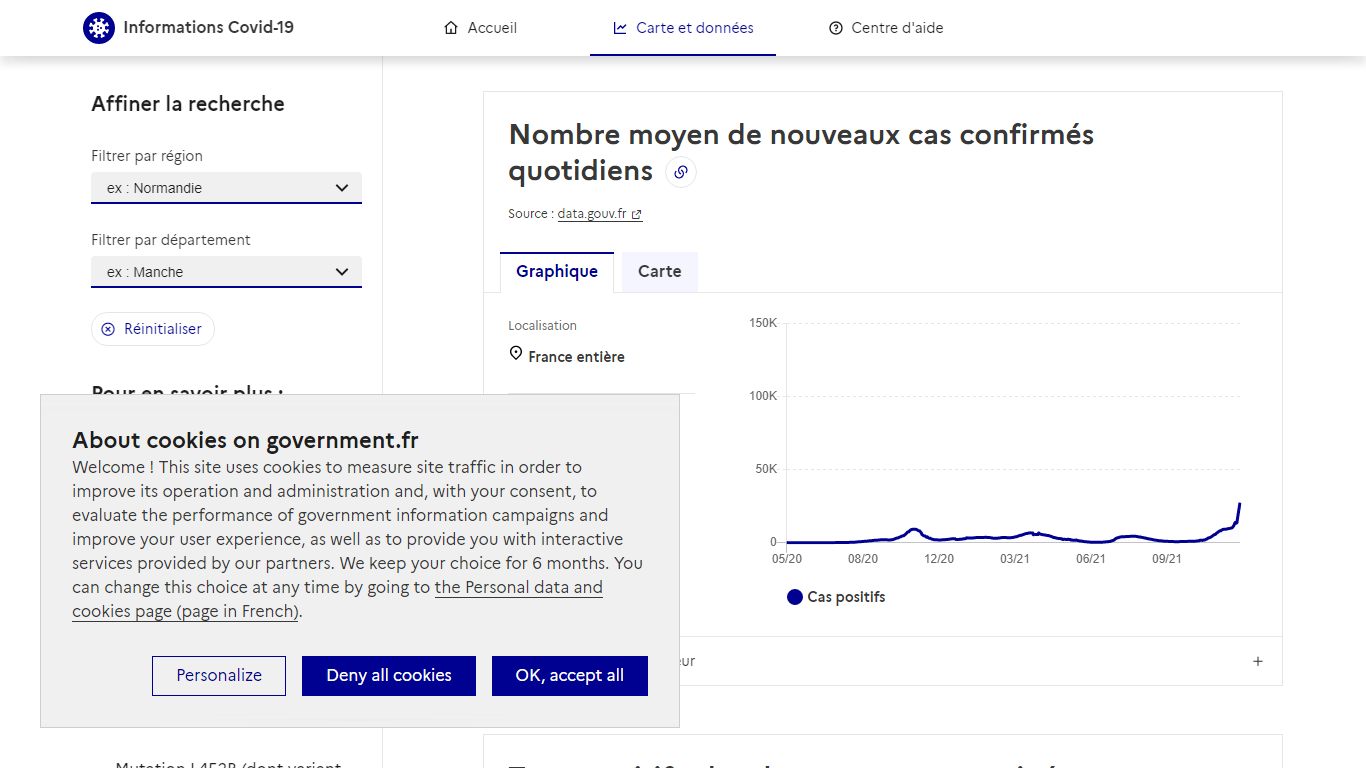 Informations Covid-19
Accueil
Carte et données
Centre d'aide
Affiner la recherche
Filtrer par région
ex : Normandie
Filtrer par département
ex : Manche
Réinitialiser
Pour en savoir plus :
Nombre moyen de nouveaux cas confirmés
quotidiens
Source : data.gouv.fr
Graphique
Carte
Localisation
France entière
150K
100K
50K
0
05/20
08/20
12/20
03/21
06/21
09/21
Cas positifs
About cookies on government.fr
Welcome ! This site uses cookies to measure site traffic in order to
improve its operation and administration and, with your consent, to
evaluate the performance of government information campaigns and
improve your user experience, as well as to provide you with interactive
services provided by our partners. We keep your choice for 6 months. You
can change this choice at any time by going to the Personal data and
cookies page (page in French).
Personalize
Deny all cookies
OK, accept all
Mutation L452R (dont varient